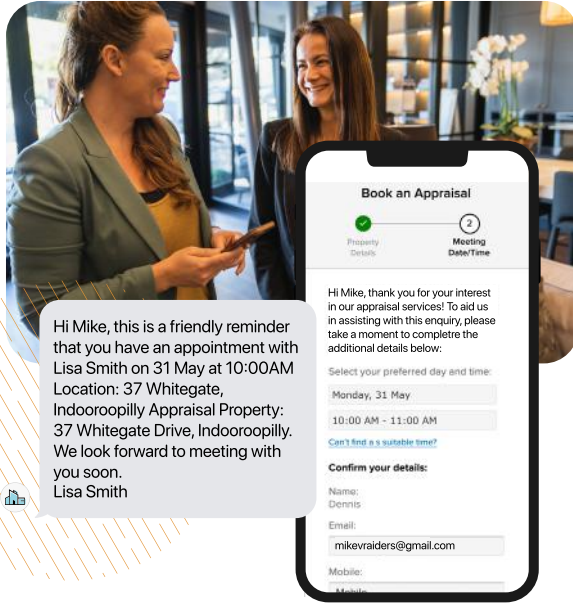 Book an Appraisal
2
Property
Details
Meeting
Date/Time
Hi Mike, thank you for your interest
in our appraisal services! To aid us
in assisting with this enquiry, please
take a moment to completre the
additional details below:
Select your preferred day and time:
Monday, 31 May
10:00 AM - 11:00 AM
Can't find a s suitable time?
Confirm your details:
Name:
Dennis
Email:
mikevraiders@gmail.com
Mobile:
Mobile
Hi Mike, this is a friendly reminder
that you have an appointment with
Lisa Smith on 31 May at 10:00AM
Location: 37 Whitegate,
Indooroopilly Appraisal Property:
37 Whitegate Drive, Indooroopilly.
We look forward to meeting with
you soon.
Lisa Smith